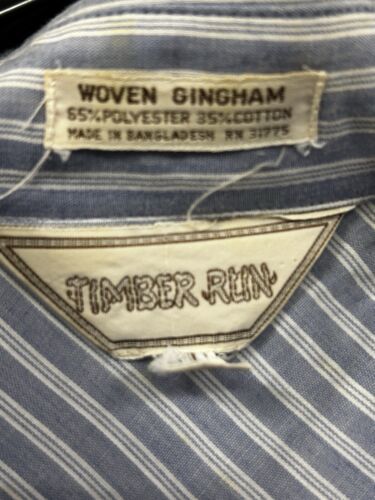 WOVEN GINGHAM
65% POLYESTER 35% COTTON
MADE IN BANGLADESH RN 31775
TIMBER RUN